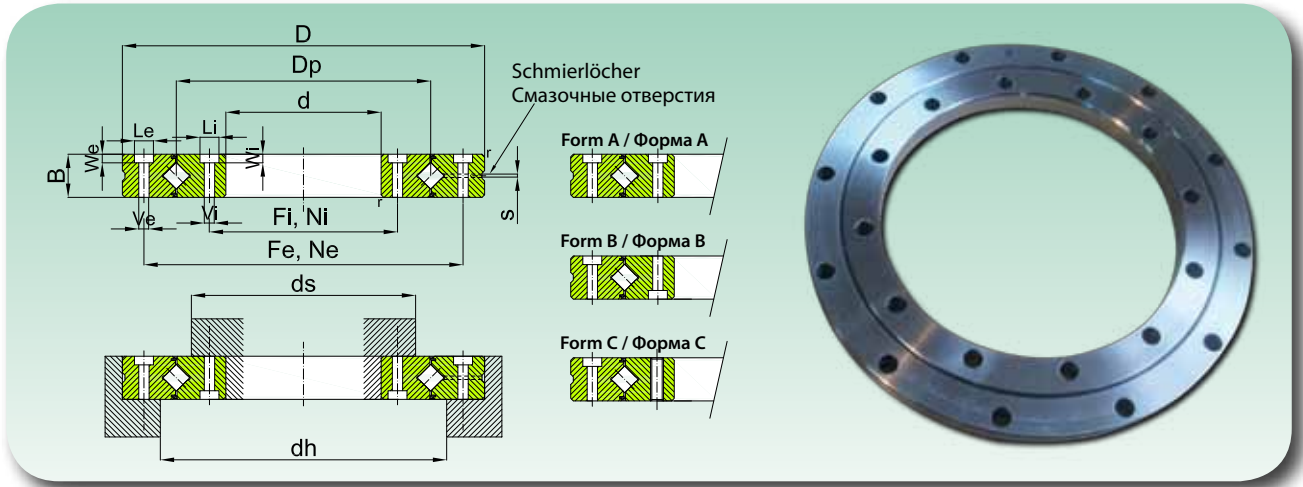 D
Dp
d
Schmierlöcher
Смазочные отверстия
Le
Li
We
Wi
r
B
Ve
Vi
r
s
Fi, Ni
Fe, Ne
Form A / Форма A
Form B / Форма B
ds
Form C / Форма C
dh